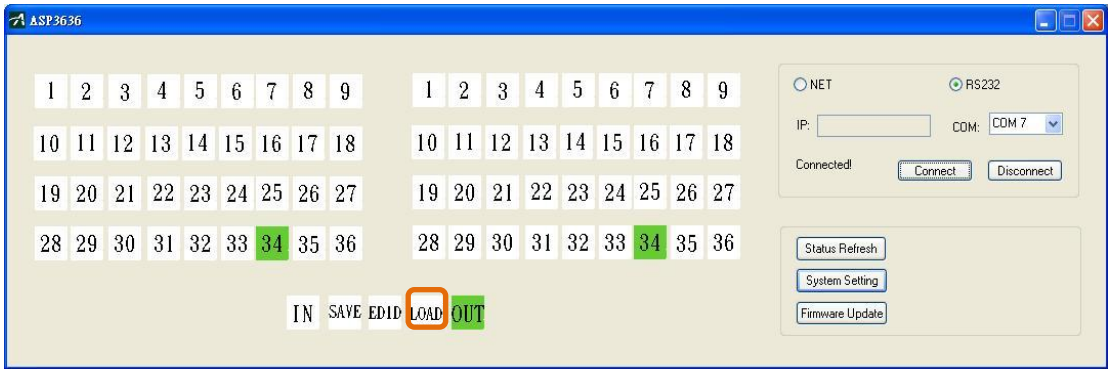 ASP3636
1 2 3 4 5 6 7 8 9 1 2 3 4 5 6 7 8 9
10 11 12 13 14 15 16 17 18 10 11 12 13 14 15 16 17 18
19 20 21 22 23 24 25 26 27 19 20 21 22 23 24 25 26 27
28 29 30 31 32 33 34 35 36 28 29 30 31 32 33 34 35 36
IN SAVE EDID LOAD OUT
NET RS232
IP: COM: COM 7
Connected! Connect Disconnect
Status Refresh
System Setting
Firmware Update